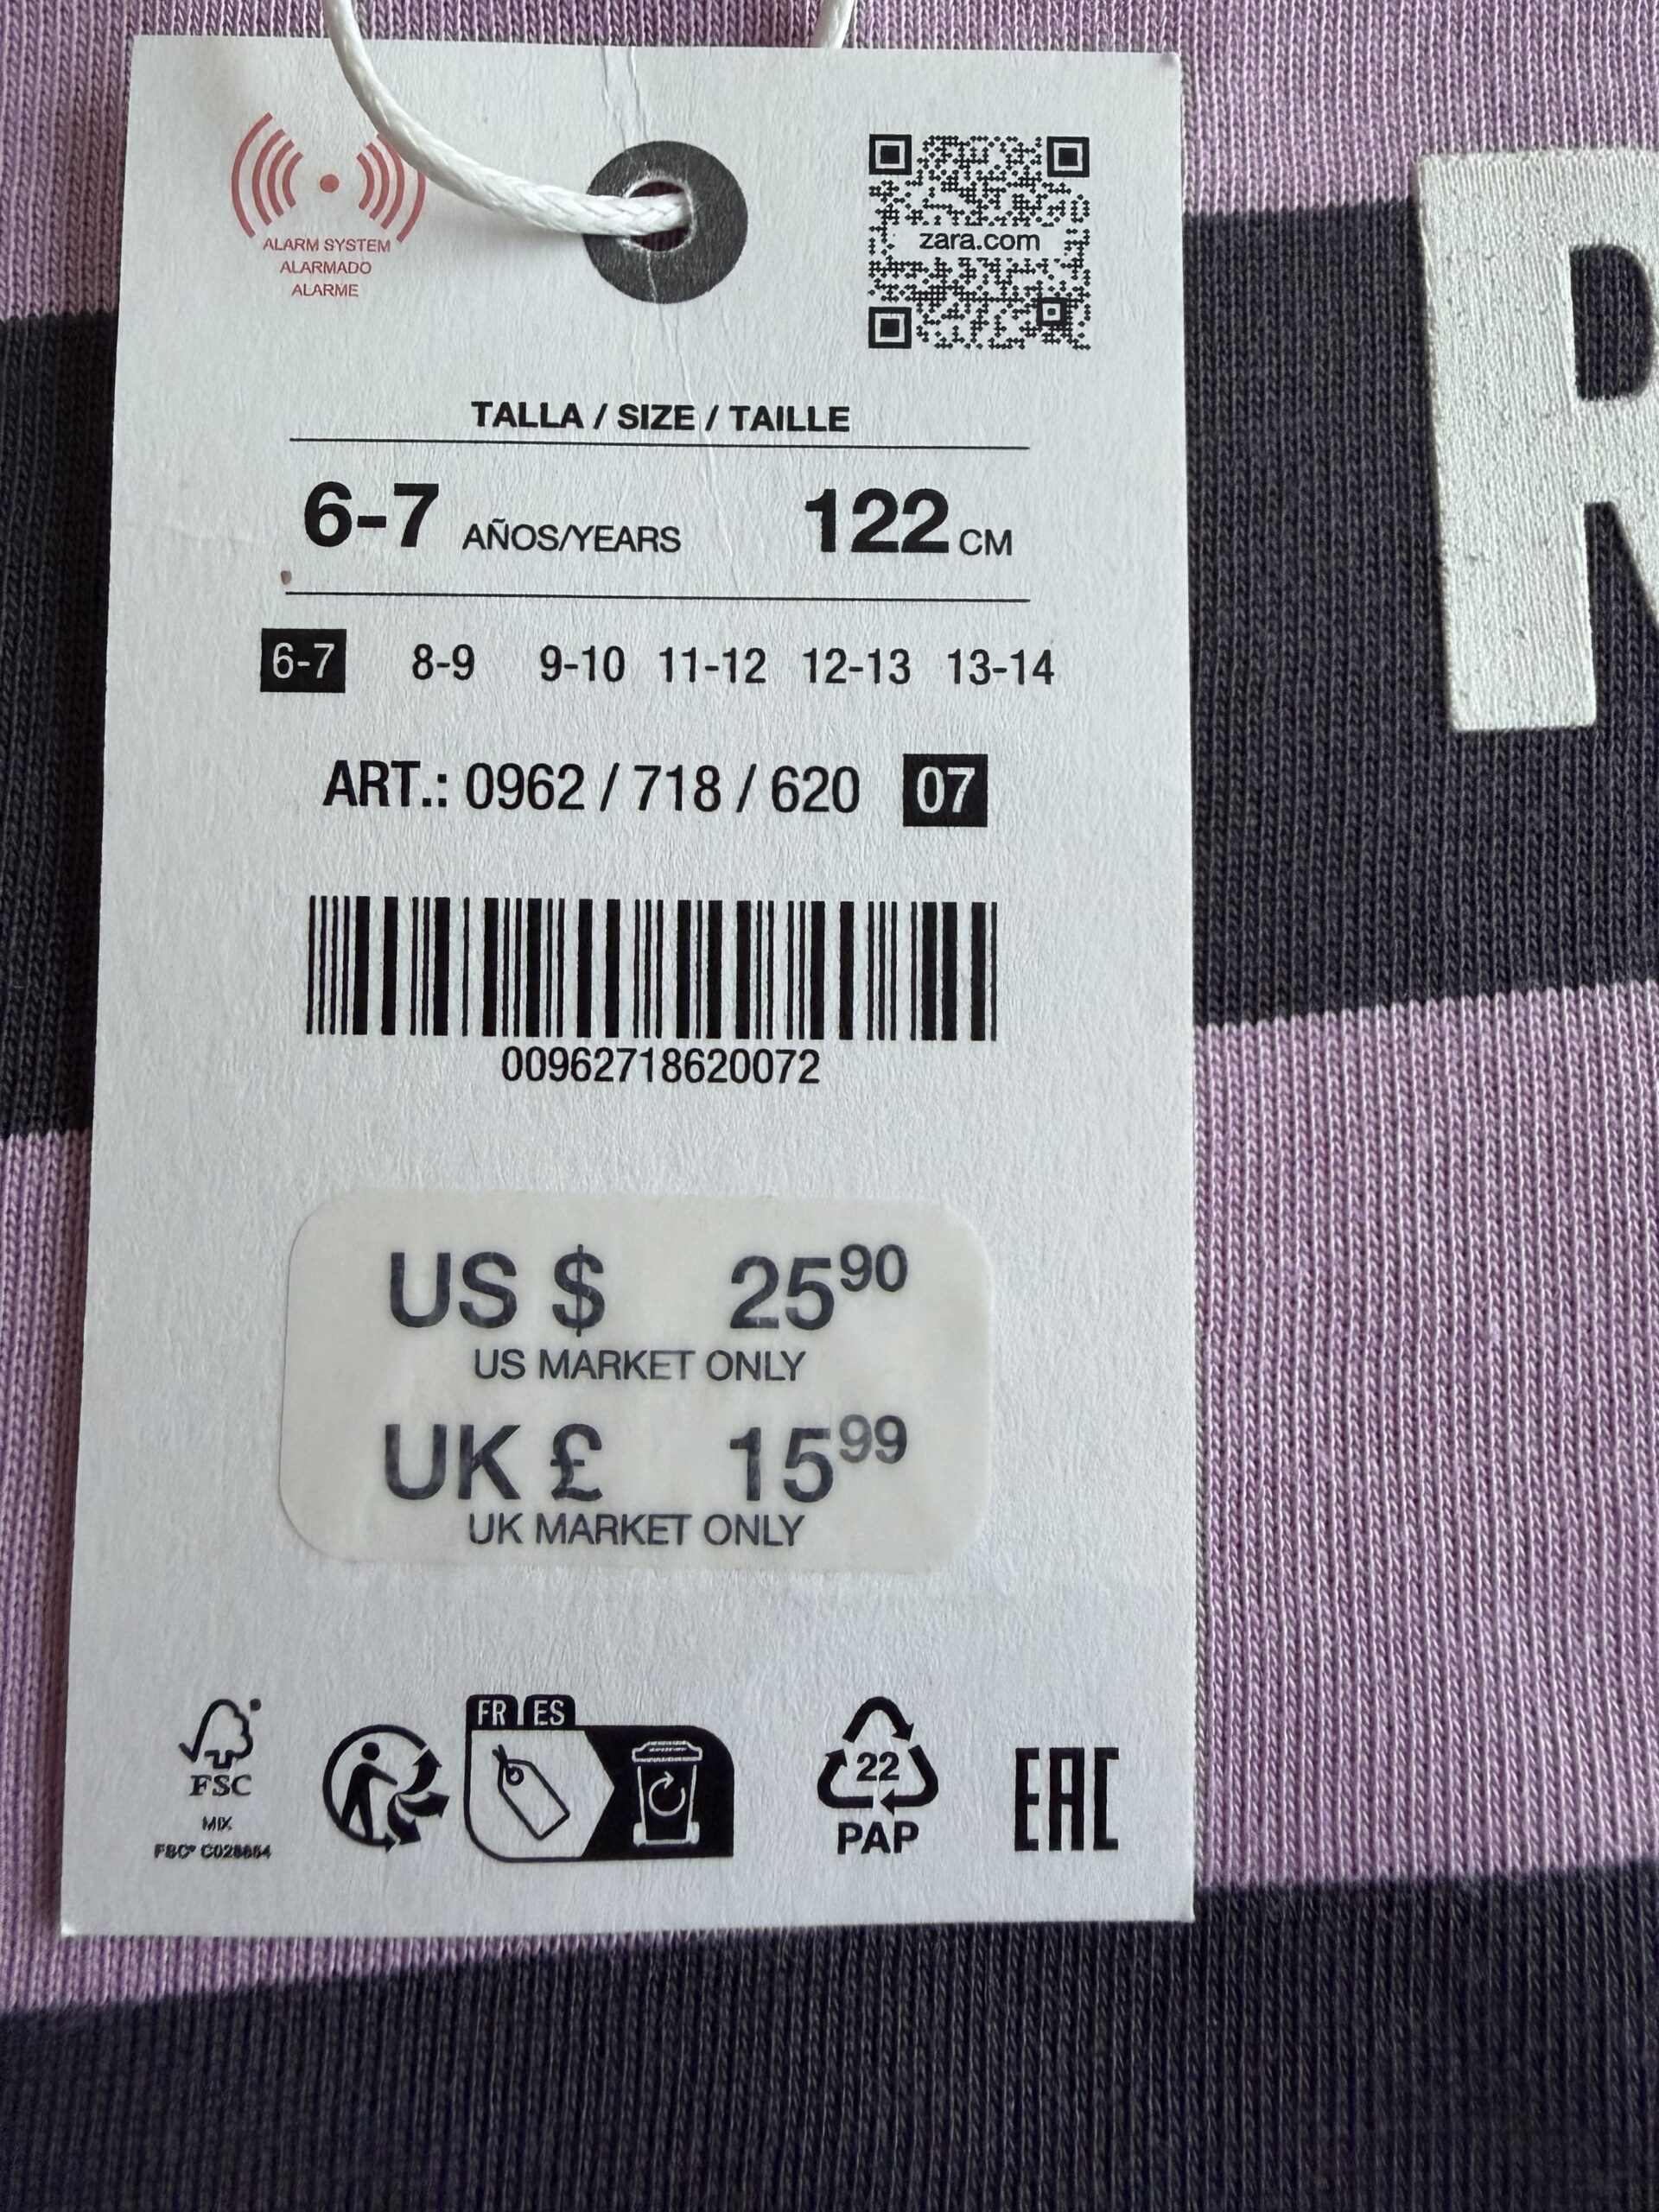 ALARM SYSTEM
ALARMADO
ALARME
zara.com
TALLA / SIZE / TAILLE
6-7 AÑOS/YEARS 122 CM
6-7 8-9 9-10 11-12 12-13 13-14
ART.: 0962 / 718 / 620 07
00962718620072
US $ 25⁹⁰
US MARKET ONLY
UK £ 15⁹⁹
UK MARKET ONLY
FR ES
FSC
MIX
22
PAP
EAC
R